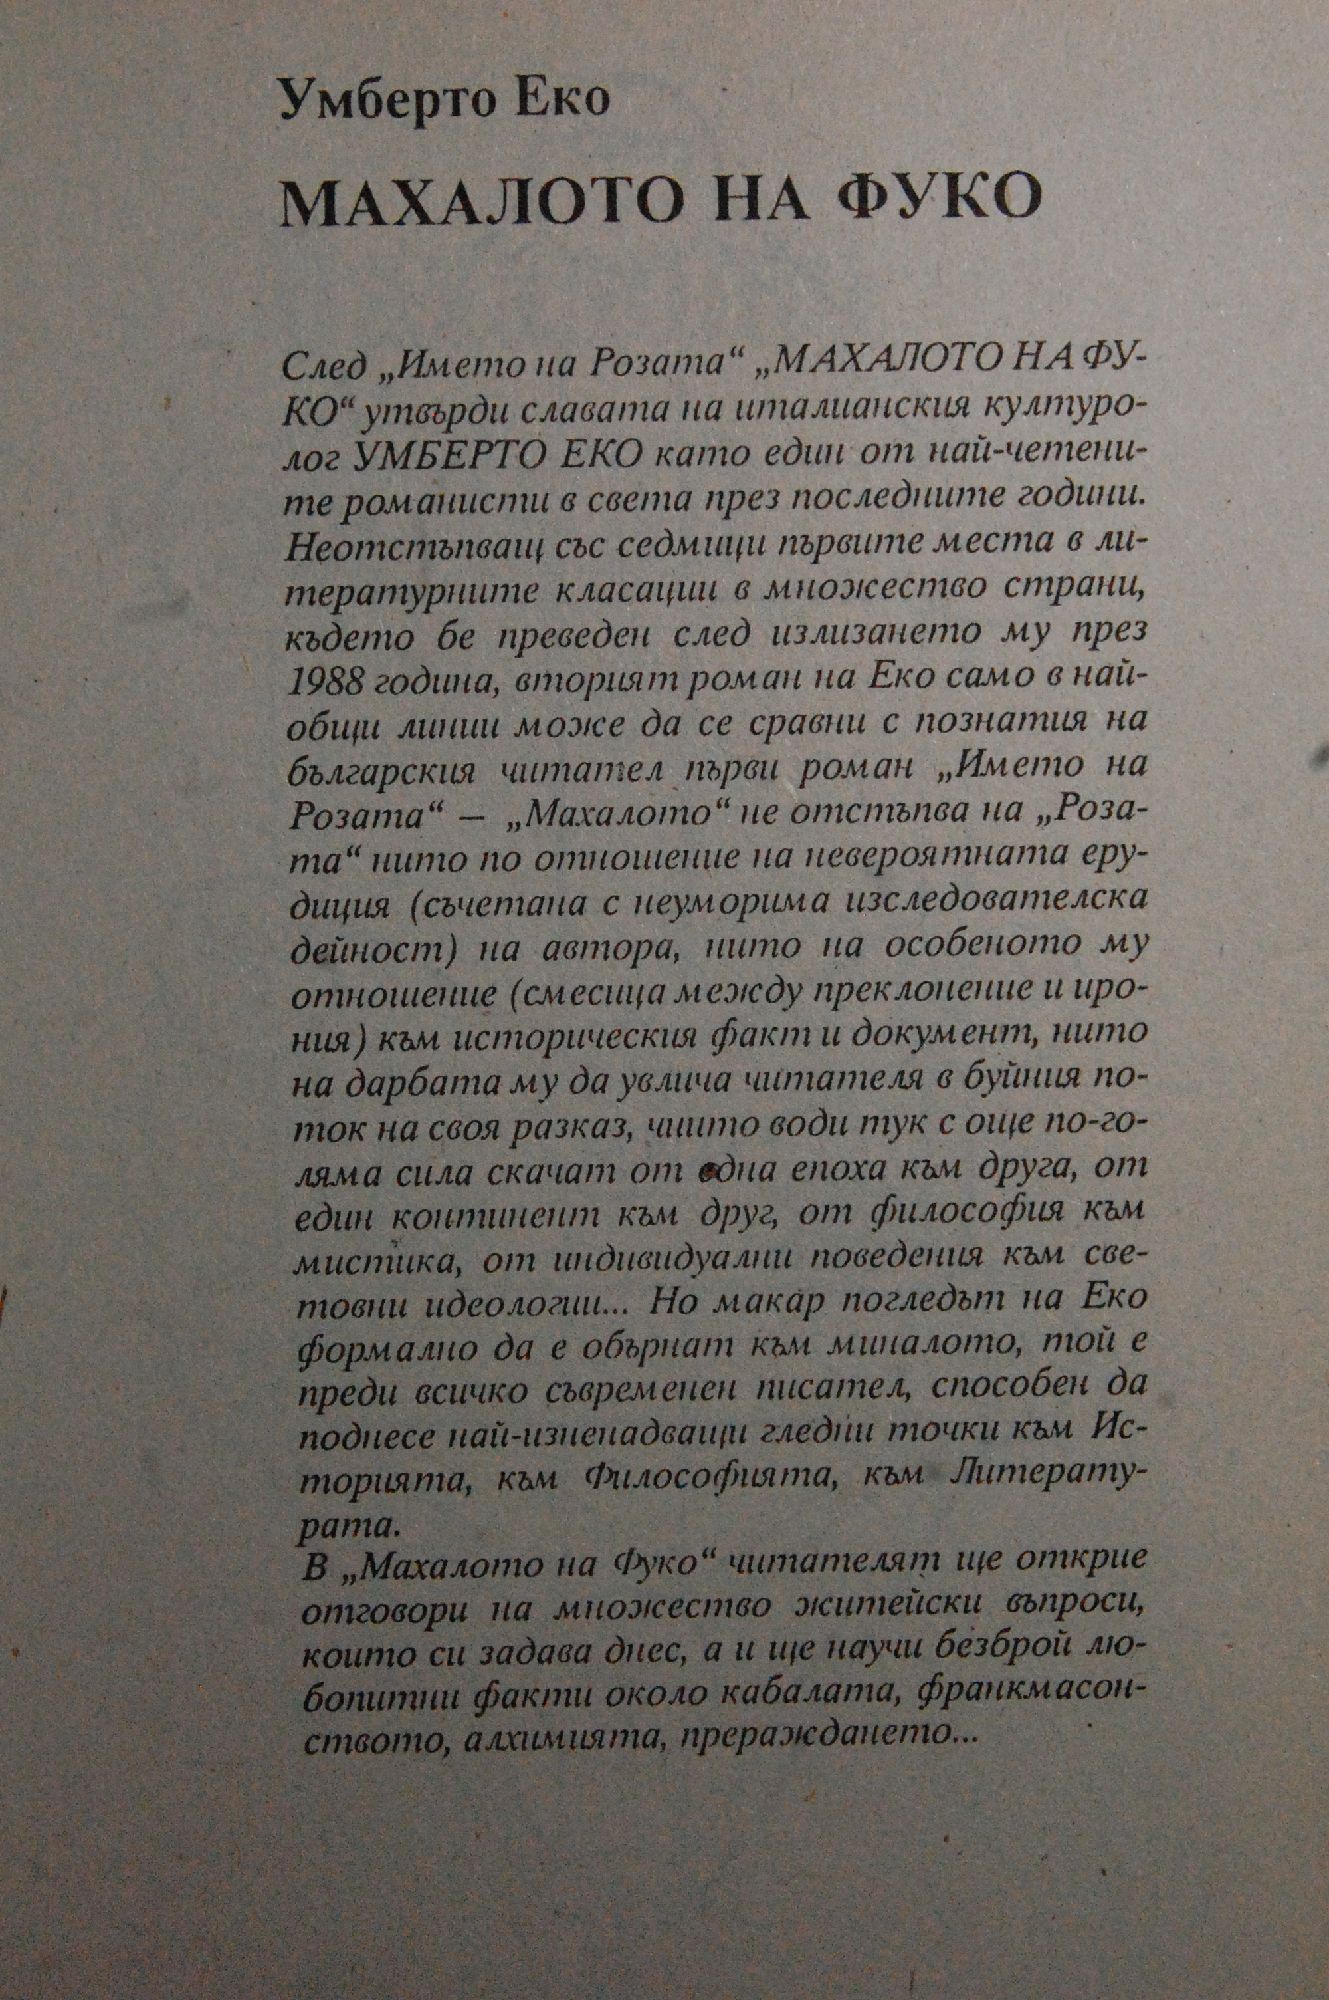 Умберто Еко
МАХАЛОТО НА ФУКО
След „Името на Розата“ „МАХАЛОТО НА ФУ-
КО“ утвърди славата на италианския културо-
лог УМБЕРТО ЕКО като един от най-четени-
те романисти в света през последните години.
Неотстъпващ със седмици първите места в ли-
тературните класации в множество страни,
където бе преведен след излизането му през
1988 година, вторият роман на Еко само в най-
общи линии може да се сравни с познатия на
българския читател първи роман „Името на
Розата“ — „Махалото“ не отстъпва на „Роза-
та“ нито по отношение на невероятната еру-
диция (съчетана с неуморима изследователска
дейност) на автора, нито на особеното му
отношение (смесица между преклонение и иро-
ния) към историческия факт и документ, нито
на дарбата му да увлича читателя в буйния по-
ток на своя разказ, чиито води тук с още по-го-
ляма сила скачат от една епоха към друга, от
един континент към друг, от философия към
мистика, от индивидуални поведения към све-
товни идеологии... Но макар погледът на Еко
формално да е обърнат към миналото, той е
преди всичко съвременен писател, способен да
поднесе най-изненадващи гледни точки към Ис-
торията, към Философията, към Литерату-
рата.
В „Махалото на Фуко“ читателят ще открие
отговори на множество житейски въпроси,
които си задава днес, а и ще научи безброй лю-
бопитни факти около кабалата, франкмасон-
ството, алхимията, прераждането...